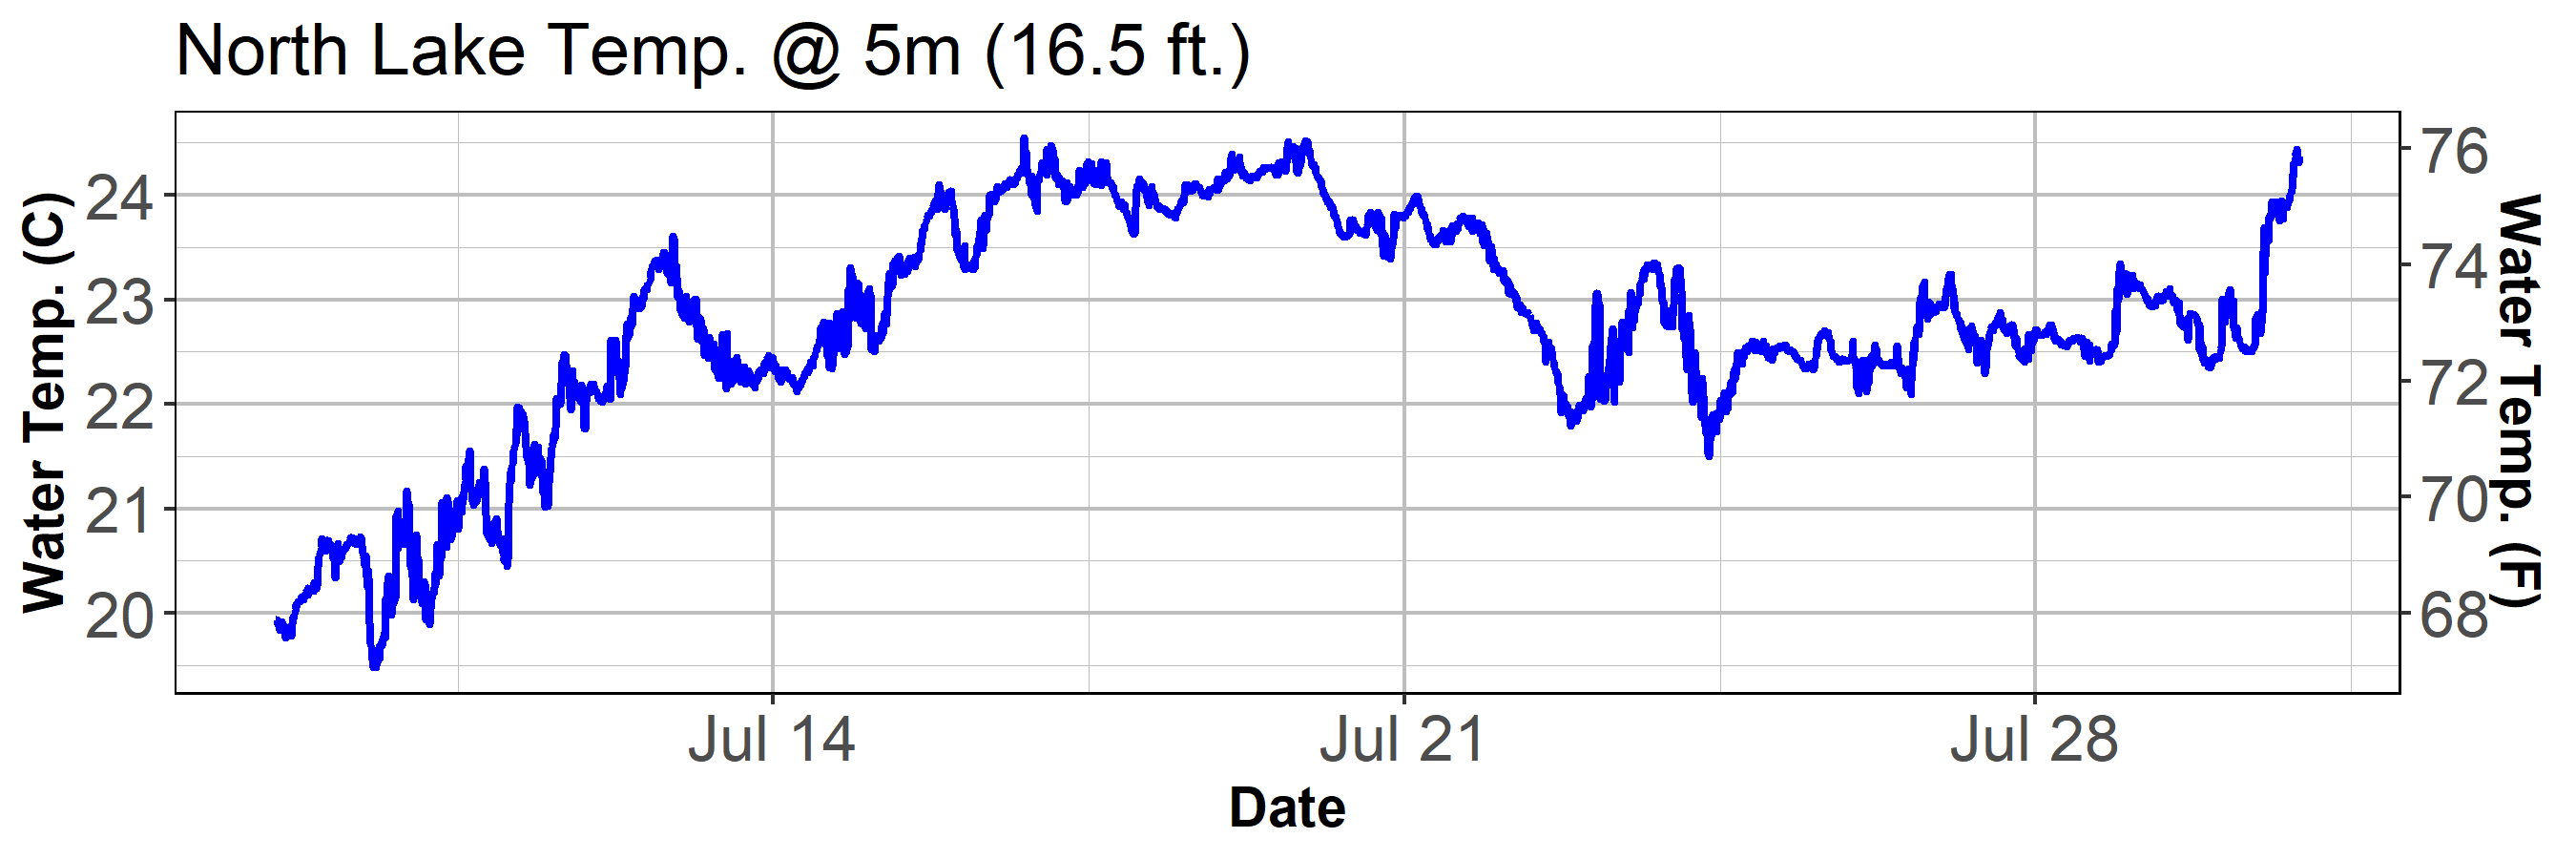 North Lake Temp. @ 5m (16.5 ft.)
Water Temp. (C)
24
23
22
21
20
76
74
72
70
68
Water Temp. (F)
Jul 14
Jul 21
Jul 28
Date